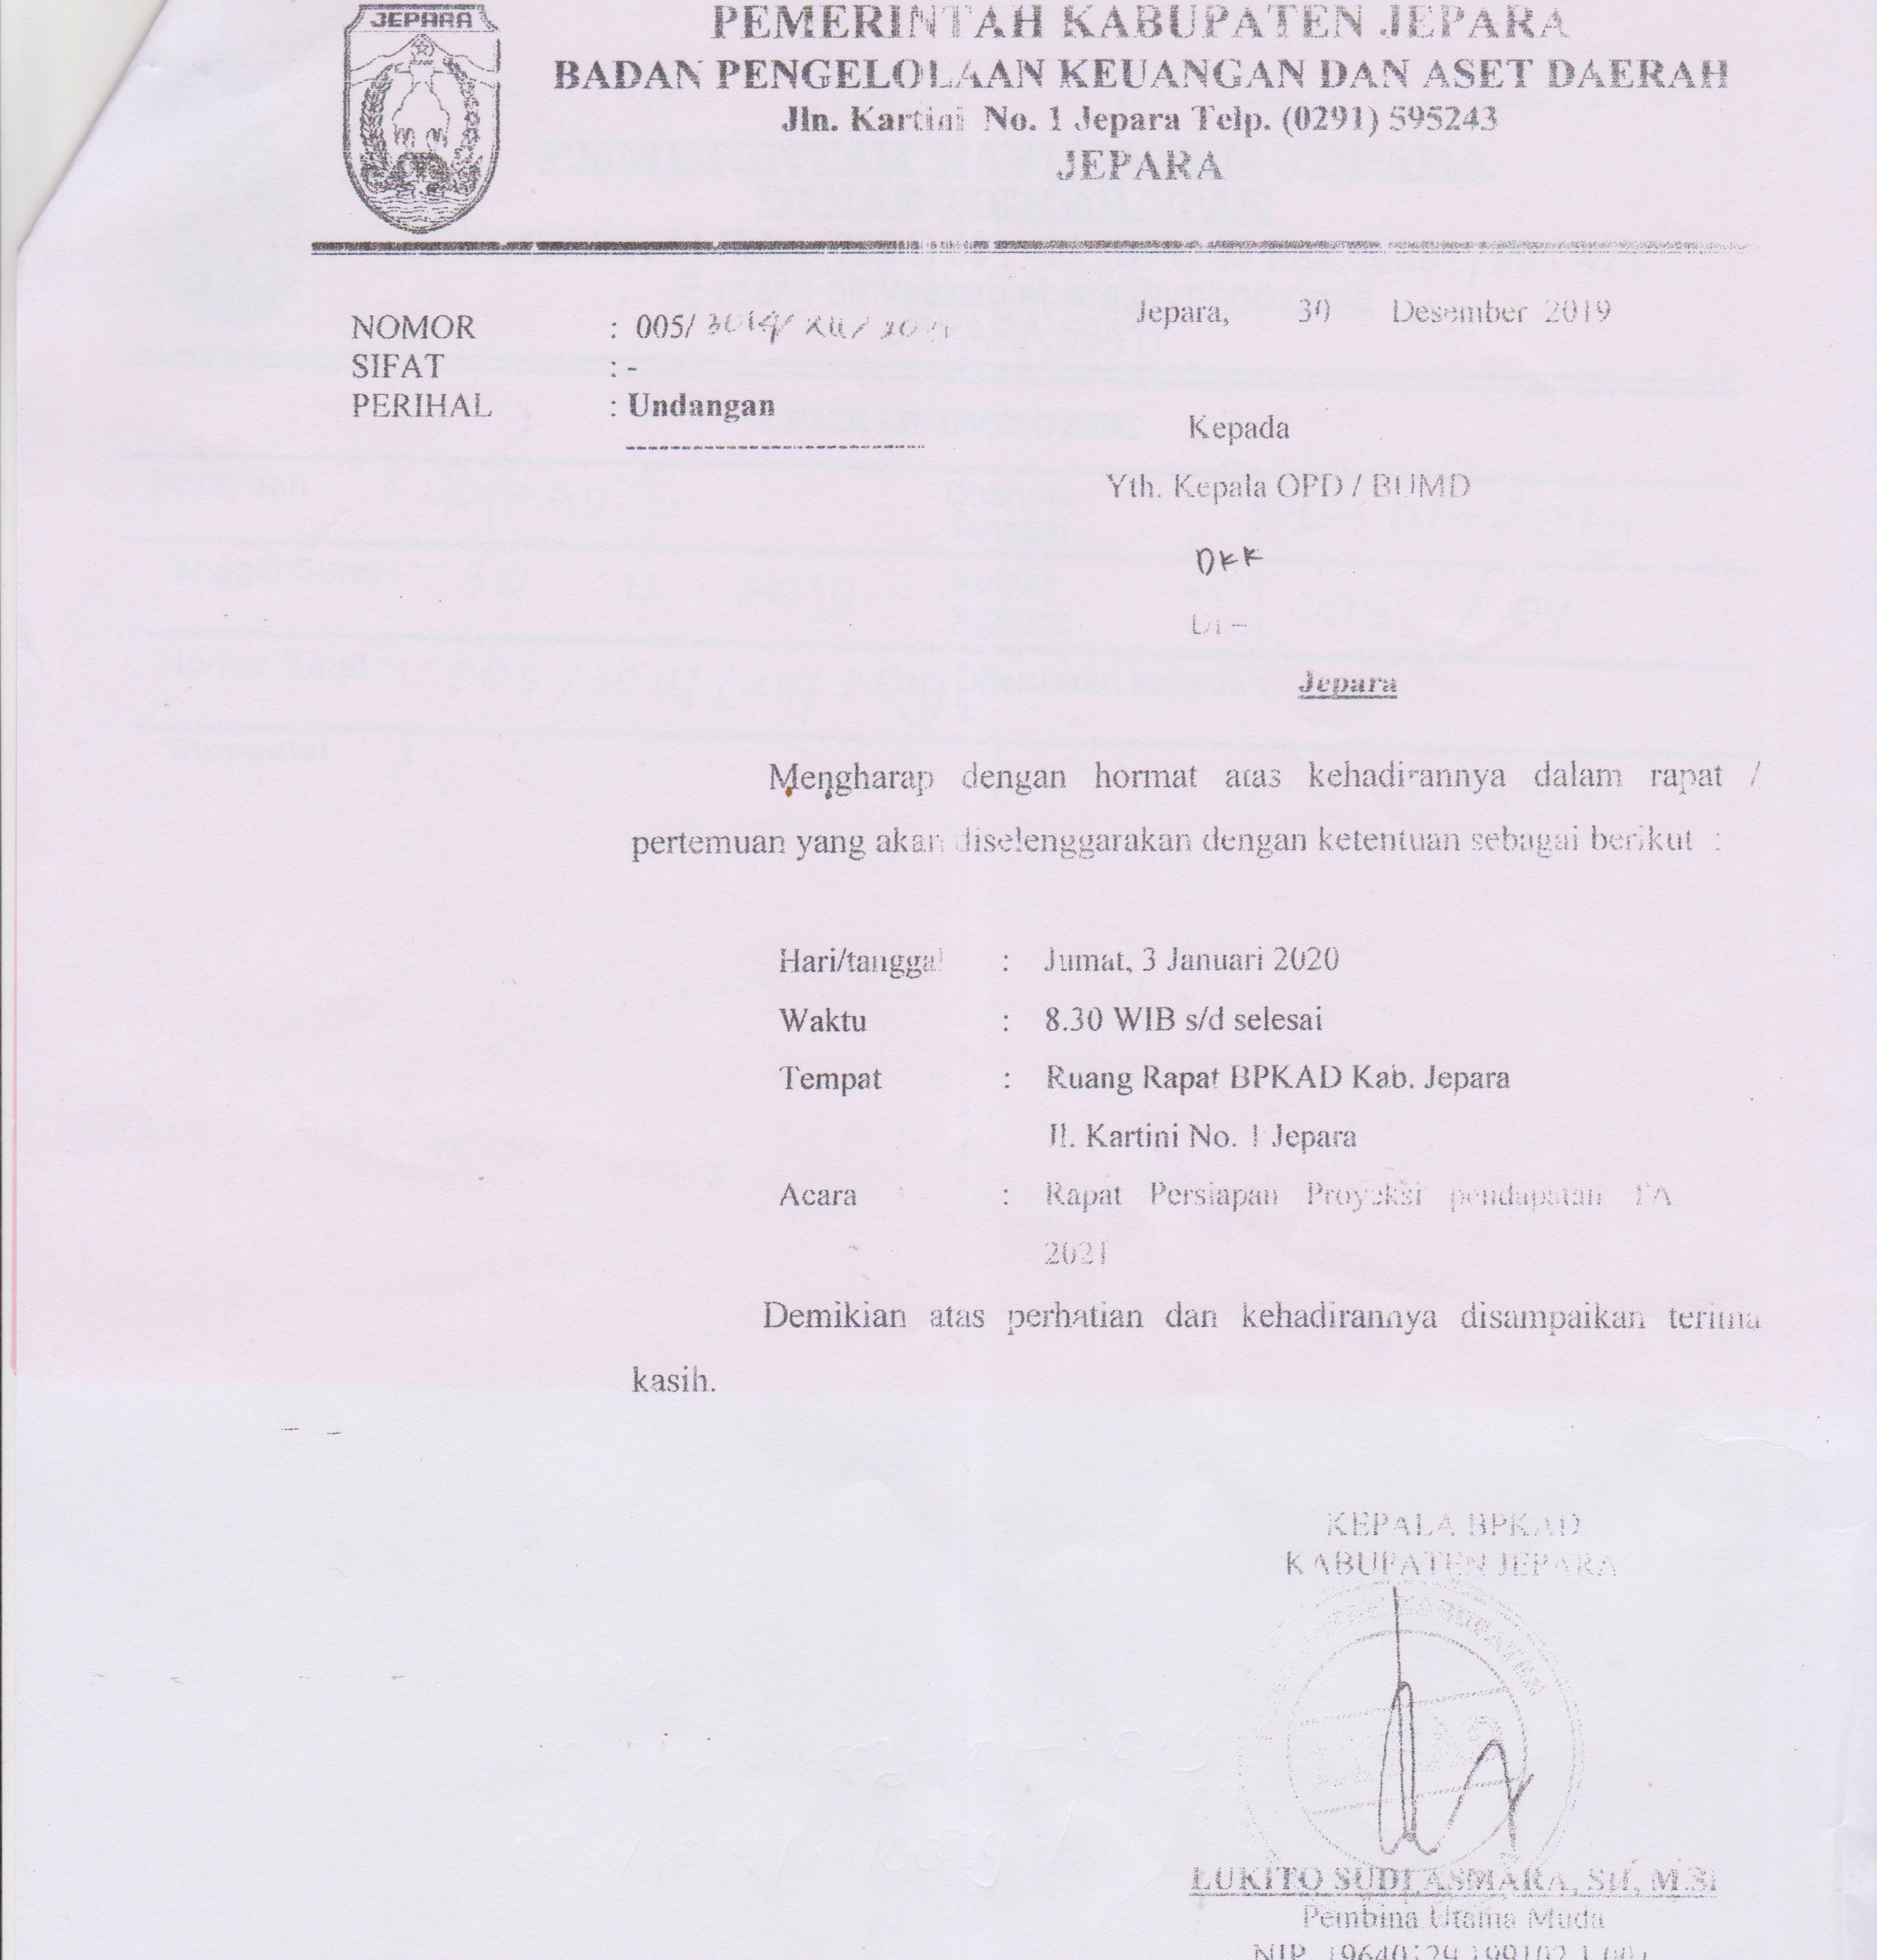 JEPARA
PEMERINTAH KABUPATEN JEPARA
BADAN PENGELOLAAN KEUANGAN DAN ASET DAERAH
Jln. Kartini No. 1 Jepara Telp. (0291) 595243
JEPARA
Jepara, 30 Desember 2019
NOMOR : 005/
SIFAT : -
PERIHAL : Undangan
Kepada
Yth. Kepala OPD / BUMD
DKK
DI –
Jepara
Mengharap dengan hormat atas kehadirannya dalam rapat /
pertemuan yang akan diselenggarakan dengan ketentuan sebagai berikut :
Hari/tanggal : Jumat, 3 Januari 2020
Waktu : 8.30 WIB s/d selesai
Tempat : Ruang Rapat BPKAD Kab. Jepara
Jl. Kartini No. 1 Jepara
Acara : Rapat Persiapan Proyeksi pendapatan TA
2021
Demikian atas perhatian dan kehadirannya disampaikan terima
kasih.
KEPALA BPKAD
KABUPATEN JEPARA
LUKITO SUDI ASMARA, SH, M.Si
Pembina Utama Muda
NIP.